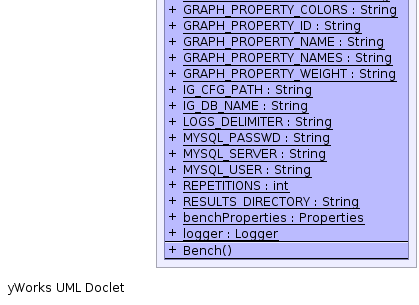 + GRAPH_PROPERTY_COLORS : String
+ GRAPH_PROPERTY_ID : String
+ GRAPH_PROPERTY_NAME : String
+ GRAPH_PROPERTY_NAMES : String
+ GRAPH_PROPERTY_WEIGHT : String
+ IG_CFG_PATH : String
+ IG_DB_NAME : String
+ LOGS_DELIMITER : String
+ MYSQL_PASSWD : String
+ MYSQL_SERVER : String
+ MYSQL_USER : String
+ REPETITIONS : int
+ RESULTS_DIRECTORY : String
+ benchProperties : Properties
+ logger : Logger
+ Bench()
yWorks UML Doclet